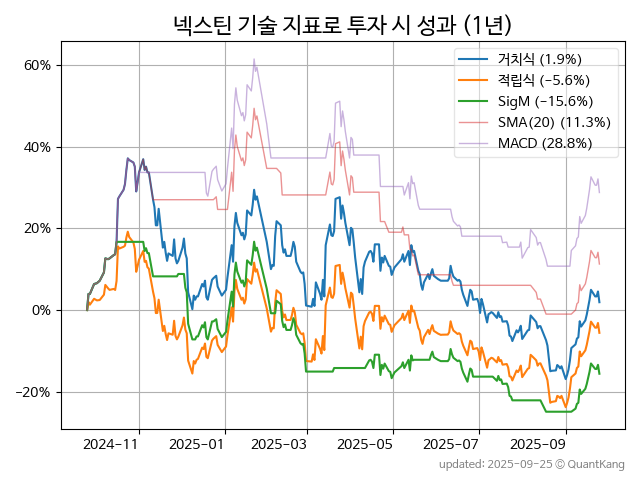 넥스틴 기술 지표로 투자 시 성과 (1년)
거치식 (1.9%)
적립식 (−5.6%)
SigM (−15.6%)
SMA(20) (11.3%)
MACD (28.8%)
60%
40%
20%
0%
−20%
2024−11 2025−01 2025−03 2025−05 2025−07 2025−09
updated: 2025−09−25 ⓒ QuantKang